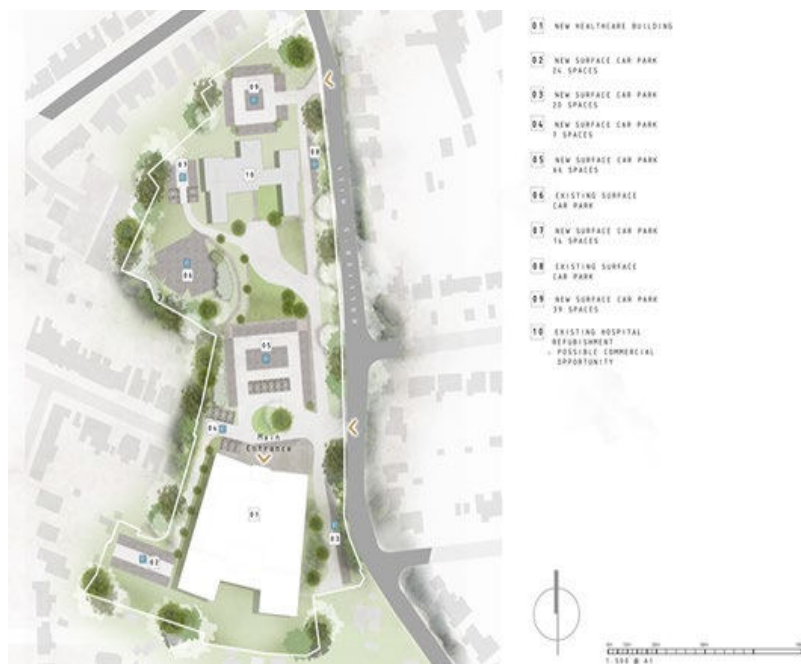 01 NEW HEALTHCARE BUILDING
02 NEW SURFACE CAR PARK
24 SPACES
03 NEW SURFACE CAR PARK
20 SPACES
04 NEW SURFACE CAR PARK
7 SPACES
05 NEW SURFACE CAR PARK
46 SPACES
06 EXISTING SURFACE
CAR PARK
07 NEW SURFACE CAR PARK
14 SPACES
08 EXISTING SURFACE
CAR PARK
09 NEW SURFACE CAR PARK
39 SPACES
10 EXISTING HOSPITAL
REFUBISHMENT
POSSIBLE COMMERCIAL
OPPORTUNITY
09
07
08
10
06
HILL
05
04
Main
Entrance
01
03
1:500 @ A1